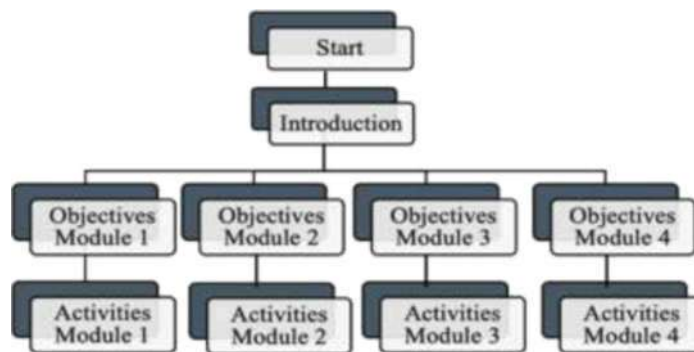 Start
Introduction
Objectives
Module 1
Objectives
Module 2
Objectives
Module 3
Objectives
Module 4
Activities
Module 1
Activities
Module 2
Activities
Module 3
Activities
Module 4